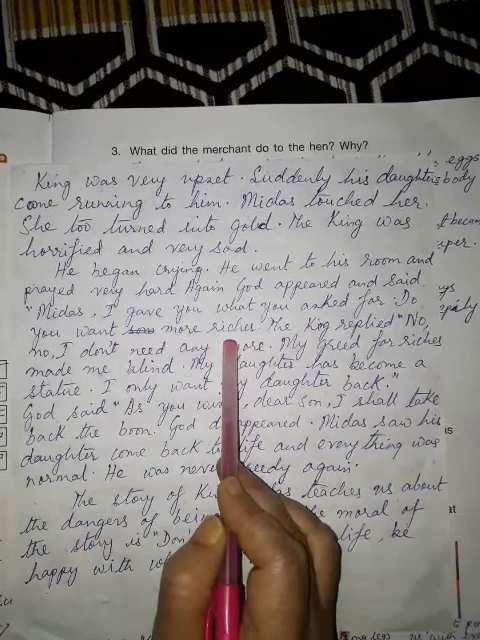 3. What did the merchant do to the hen? Why?
eggs
King was very upset. Suddenly his daughter
body
came running to him. Midas touched her.
She too turned into gold. The King was
horrified and very sad.
He began crying. He went to his room and
prayed very hard Again God appeared and said
"Midas, I gave you what you asked for. Do
you want more riches. The King replied "No,
no, I don't need any more. My greed for riches
made me blind. My daughter has become a
statue. I only want my daughter back."
God said "As you , dear son, I shall take
back the boon. God disappeared. Midas saw his
daughter come back to life and everything was
normal. He was never greedy again.
The story of teaches us about
the dangers of the moral of
the story is "Don't life, be
happy with